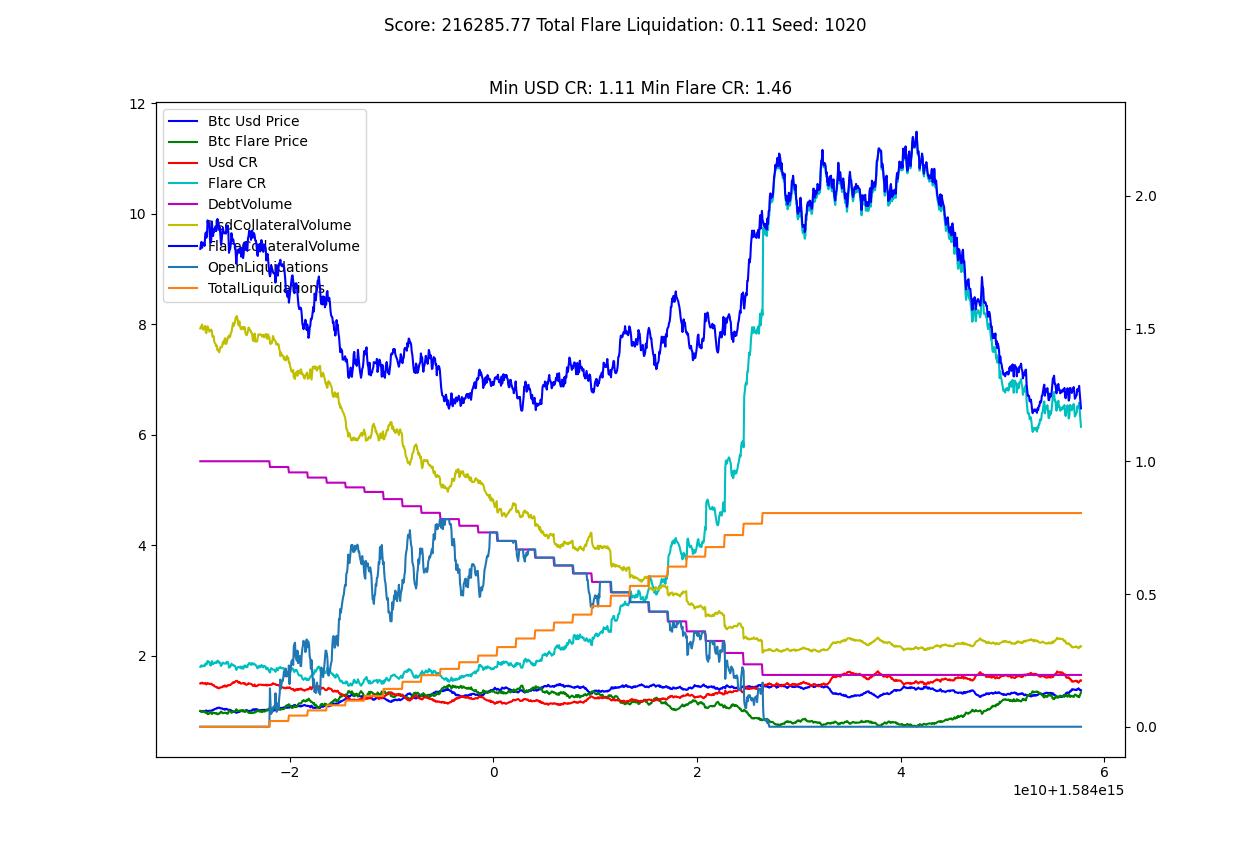 Score: 216285.77 Total Flare Liquidation: 0.11 Seed: 1020
Min USD CR: 1.11 Min Flare CR: 1.46
12
10
8
6
4
2
Btc Usd Price
Btc Flare Price
Usd CR
Flare CR
DebtVolume
UsdCollateralVolume
FlareCollateralVolume
OpenLiquidations
TotalLiquidations
2.0
1.5
1.0
0.5
0.0
−2
0
2
4
6
1e10+1.584e15